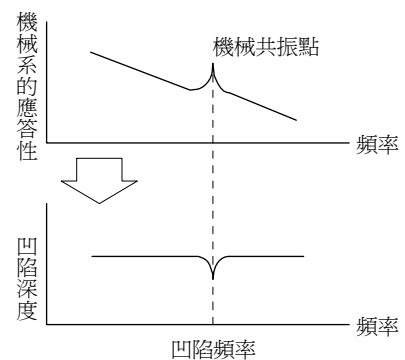 機械系的應答性
機械共振點
頻率
凹陷深度
頻率
凹陷頻率